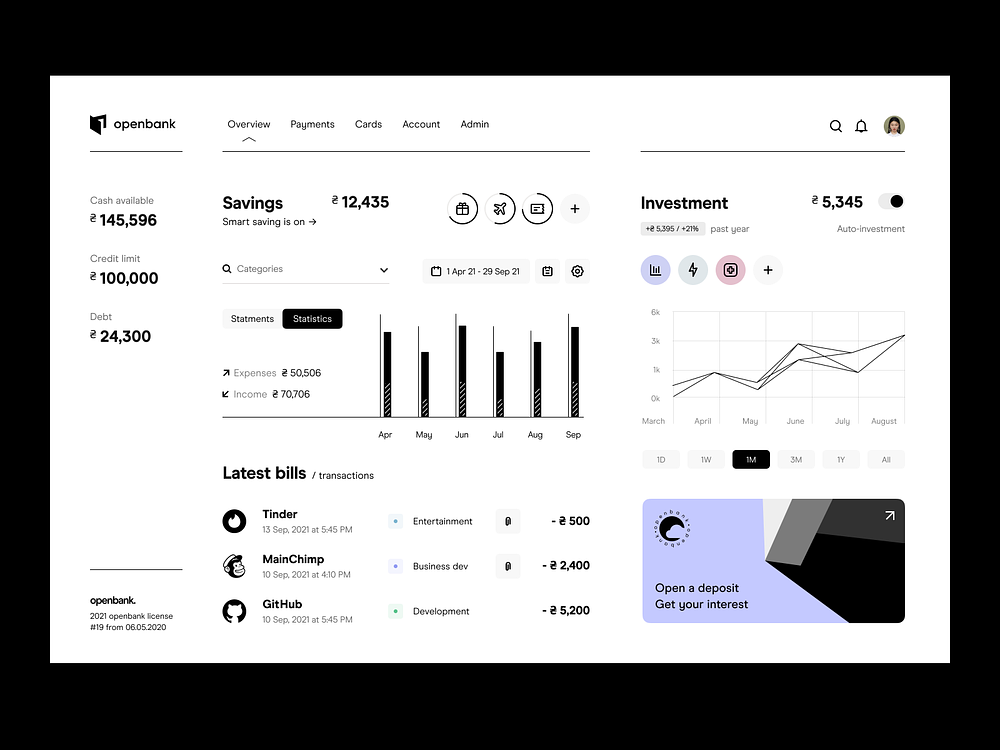 openbank
Overview
Payments
Cards
Account
Admin
Cash available
₴ 145,596
Credit limit
₴ 100,000
Debt
₴ 24,300
Savings
₴ 12,435
Smart saving is on →
Categories
1 Apr 21 - 29 Sep 21
Statments
Statistics
Expenses ₴ 50,506
Income ₴ 70,706
Apr
May
Jun
Jul
Aug
Sep
Latest bills / transactions
Tinder
13 Sep, 2021 at 5:45 PM
Entertainment
- ₴ 500
MainChimp
10 Sep, 2021 at 4:10 PM
Business dev
- ₴ 2,400
GitHub
10 Sep, 2021 at 5:45 PM
Development
- ₴ 5,200
Investment
₴ 5,345
+₴ 5,395 / +21%
past year
Auto-investment
6k
3k
1k
0k
March
April
May
June
July
August
1D
1W
1M
3M
1Y
All
openbank • openbank •
Open a deposit
Get your interest
openbank.
2021 openbank license
#19 from 06.05.2020